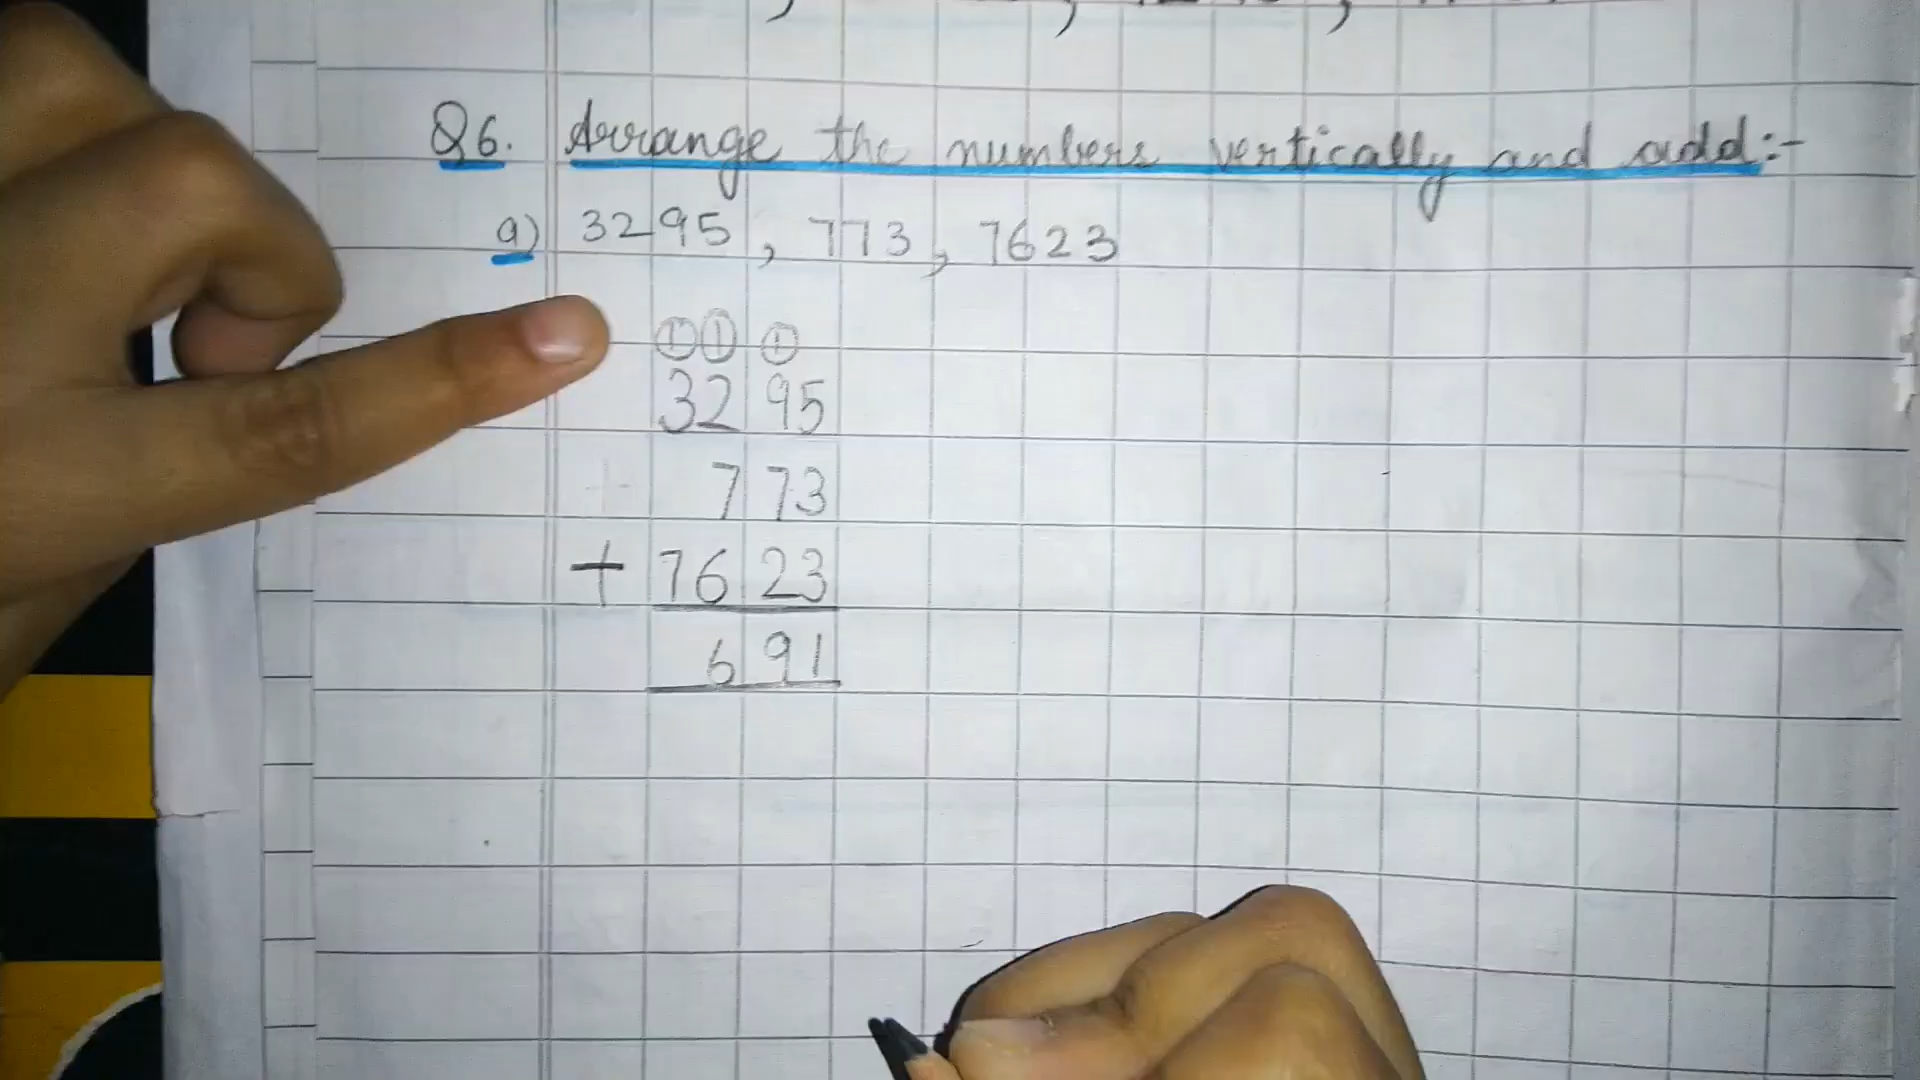 Q6. Arrange the numbers vertically and add:-
a) 3295, 773, 7623
1 1 1
3295
773
+ 7623
691